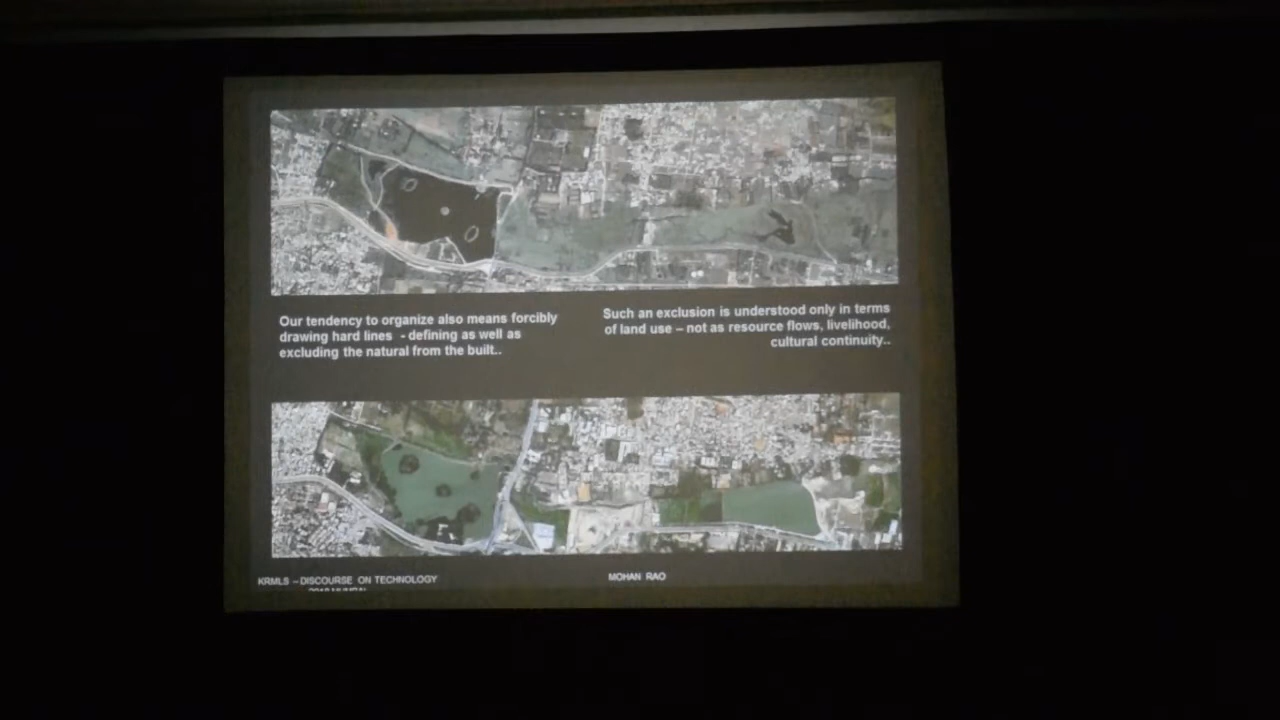 Our tendency to organize also means forcibly
drawing hard lines - defining as well as
excluding the natural from the built..
Such an exclusion is understood only in terms
of land use – not as resource flows, livelihood,
cultural continuity..
KRMLS – DISCOURSE ON TECHNOLOGY
MOHAN RAO